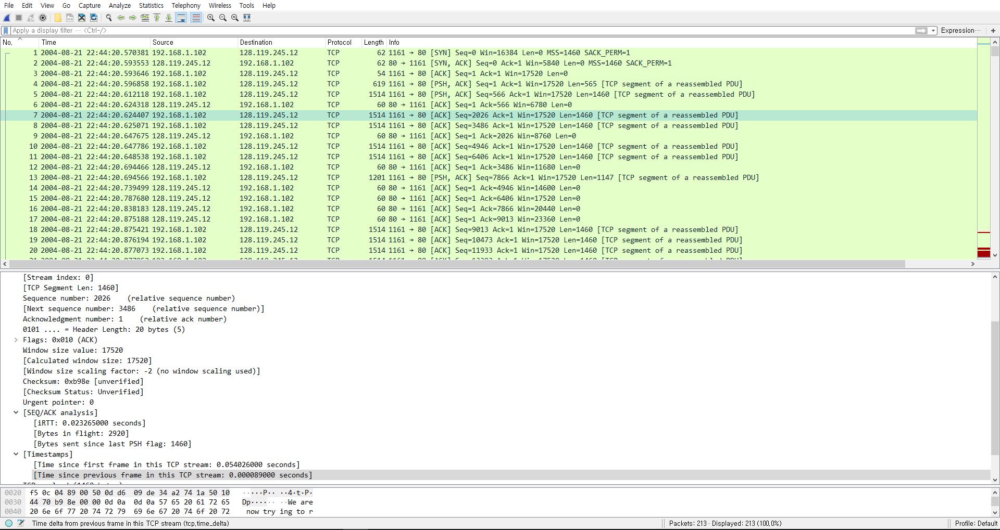 File Edit View Go Capture Analyze Statistics Telephony Wireless Tools Help
Apply a display filter ... <Ctrl-/> Expression... +
No. Time Source Destination Protocol Length Info
1 2004-08-21 22:44:20.570381 192.168.1.102 128.119.245.12 TCP 62 1161 → 80 [SYN] Seq=0 Win=16384 Len=0 MSS=1460 SACK_PERM=1
2 2004-08-21 22:44:20.593553 128.119.245.12 192.168.1.102 TCP 62 80 → 1161 [SYN, ACK] Seq=0 Ack=1 Win=5840 Len=0 MSS=1460 SACK_PERM=1
3 2004-08-21 22:44:20.593646 192.168.1.102 128.119.245.12 TCP 54 1161 → 80 [ACK] Seq=1 Ack=1 Win=17520 Len=0
4 2004-08-21 22:44:20.596858 192.168.1.102 128.119.245.12 TCP 619 1161 → 80 [PSH, ACK] Seq=1 Ack=1 Win=17520 Len=565 [TCP segment of a reassembled PDU]
5 2004-08-21 22:44:20.612118 192.168.1.102 128.119.245.12 TCP 1514 1161 → 80 [PSH, ACK] Seq=566 Ack=1 Win=17520 Len=1460 [TCP segment of a reassembled PDU]
6 2004-08-21 22:44:20.624318 128.119.245.12 192.168.1.102 TCP 60 80 → 1161 [ACK] Seq=1 Ack=566 Win=6780 Len=0
7 2004-08-21 22:44:20.624407 192.168.1.102 128.119.245.12 TCP 1514 1161 → 80 [ACK] Seq=2026 Ack=1 Win=17520 Len=1460 [TCP segment of a reassembled PDU]
8 2004-08-21 22:44:20.625071 192.168.1.102 128.119.245.12 TCP 1514 1161 → 80 [ACK] Seq=3486 Ack=1 Win=17520 Len=1460 [TCP segment of a reassembled PDU]
9 2004-08-21 22:44:20.647675 128.119.245.12 192.168.1.102 TCP 60 80 → 1161 [ACK] Seq=1 Ack=2026 Win=8760 Len=0
10 2004-08-21 22:44:20.647786 192.168.1.102 128.119.245.12 TCP 1514 1161 → 80 [ACK] Seq=4946 Ack=1 Win=17520 Len=1460 [TCP segment of a reassembled PDU]
11 2004-08-21 22:44:20.648538 192.168.1.102 128.119.245.12 TCP 1514 1161 → 80 [ACK] Seq=6406 Ack=1 Win=17520 Len=1460 [TCP segment of a reassembled PDU]
12 2004-08-21 22:44:20.694466 128.119.245.12 192.168.1.102 TCP 60 80 → 1161 [ACK] Seq=1 Ack=3486 Win=11680 Len=0
13 2004-08-21 22:44:20.694566 192.168.1.102 128.119.245.12 TCP 1201 1161 → 80 [PSH, ACK] Seq=7866 Ack=1 Win=17520 Len=1147 [TCP segment of a reassembled PDU]
14 2004-08-21 22:44:20.739499 128.119.245.12 192.168.1.102 TCP 60 80 → 1161 [ACK] Seq=1 Ack=4946 Win=14600 Len=0
15 2004-08-21 22:44:20.787680 128.119.245.12 192.168.1.102 TCP 60 80 → 1161 [ACK] Seq=1 Ack=6406 Win=17520 Len=0
16 2004-08-21 22:44:20.838183 128.119.245.12 192.168.1.102 TCP 60 80 → 1161 [ACK] Seq=1 Ack=7866 Win=20440 Len=0
17 2004-08-21 22:44:20.875188 128.119.245.12 192.168.1.102 TCP 60 80 → 1161 [ACK] Seq=1 Ack=9013 Win=23360 Len=0
18 2004-08-21 22:44:20.875421 192.168.1.102 128.119.245.12 TCP 1514 1161 → 80 [ACK] Seq=9013 Ack=1 Win=17520 Len=1460 [TCP segment of a reassembled PDU]
19 2004-08-21 22:44:20.876194 192.168.1.102 128.119.245.12 TCP 1514 1161 → 80 [ACK] Seq=10473 Ack=1 Win=17520 Len=1460 [TCP segment of a reassembled PDU]
20 2004-08-21 22:44:20.877073 192.168.1.102 128.119.245.12 TCP 1514 1161 → 80 [ACK] Seq=11933 Ack=1 Win=17520 Len=1460 [TCP segment of a reassembled PDU]
[Stream index: 0]
[TCP Segment Len: 1460]
Sequence number: 2026 (relative sequence number)
[Next sequence number: 3486 (relative sequence number)]
Acknowledgment number: 1 (relative ack number)
0101 .... = Header Length: 20 bytes (5)
Flags: 0x010 (ACK)
Window size value: 17520
[Calculated window size: 17520]
[Window size scaling factor: -2 (no window scaling used)]
Checksum: 0xb98e [unverified]
[Checksum Status: Unverified]
Urgent pointer: 0
[SEQ/ACK analysis]
[iRTT: 0.023265000 seconds]
[Bytes in flight: 2920]
[Bytes sent since last PSH flag: 1460]
[Timestamps]
[Time since first frame in this TCP stream: 0.054026000 seconds]
[Time since previous frame in this TCP stream: 0.000089000 seconds]
0020 f5 0c 04 89 00 50 0d d6 09 de 34 a2 74 1a 50 10 ·····P·· ··4·t·P·
0030 44 70 b9 8e 00 00 0d 0a 0d 0a 57 65 20 61 72 65 Dp······ ··We are
0040 20 6e 6f 77 20 74 72 79 69 6e 67 20 74 6f 20 72 now try ing to r
Time delta from previous frame in this TCP stream (tcp.time_delta) Packets: 213 · Displayed: 213 (100.0%) Profile: Default